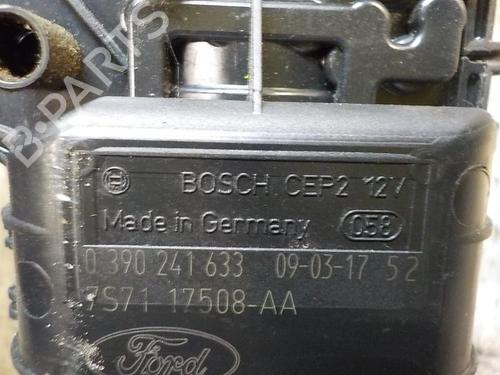 B-PARTS
BOSCH CEP2 12V
Made in Germany 058
0 390 241 633 09-03-17 52
7S71 17508-AA
Ford